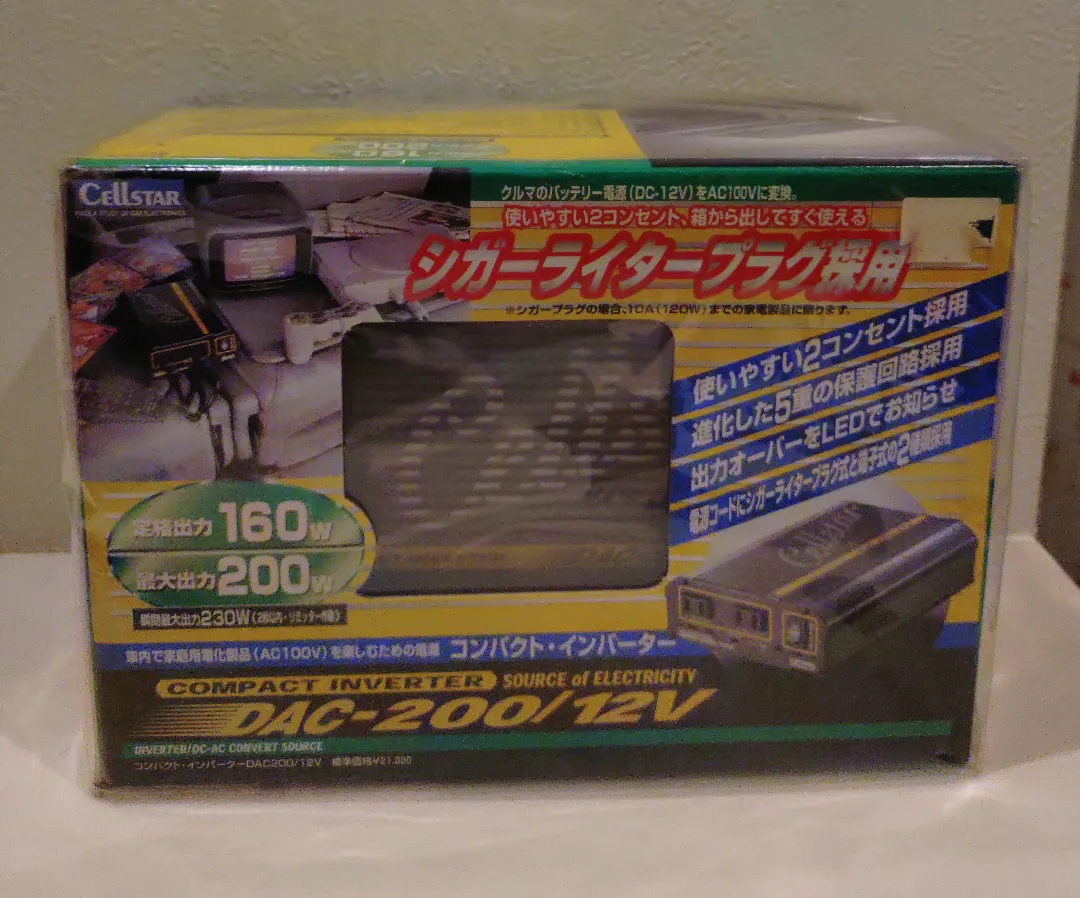 160
200
CELLSTAR
クルマのバッテリー電源(DC-12V)をAC100Vに変換。
使いやすい2コンセント、箱から出してすぐ使える
シガーライタープラグ採用
※シガープラグの場合、10A(120W)までの家電製品に限ります。
使いやすい2コンセント採用
進化した5重の保護回路採用
出力オーバーをLEDでお知らせ
電源コードにシガーライタープラグ式と端子式の2種類採用
定格出力160W
最大出力200W
瞬間最大出力230W
Cellstar
車内で家庭用電化製品(AC100V)を楽しむための電源 コンパクト・インバーター
COMPACT INVERTER SOURCE of ELECTRICITY
DAC-200/12V
INVERTER/DC-AC CONVERT SOURCE
コンパクト・インバーターDAC200/12V 標準価格¥21,000